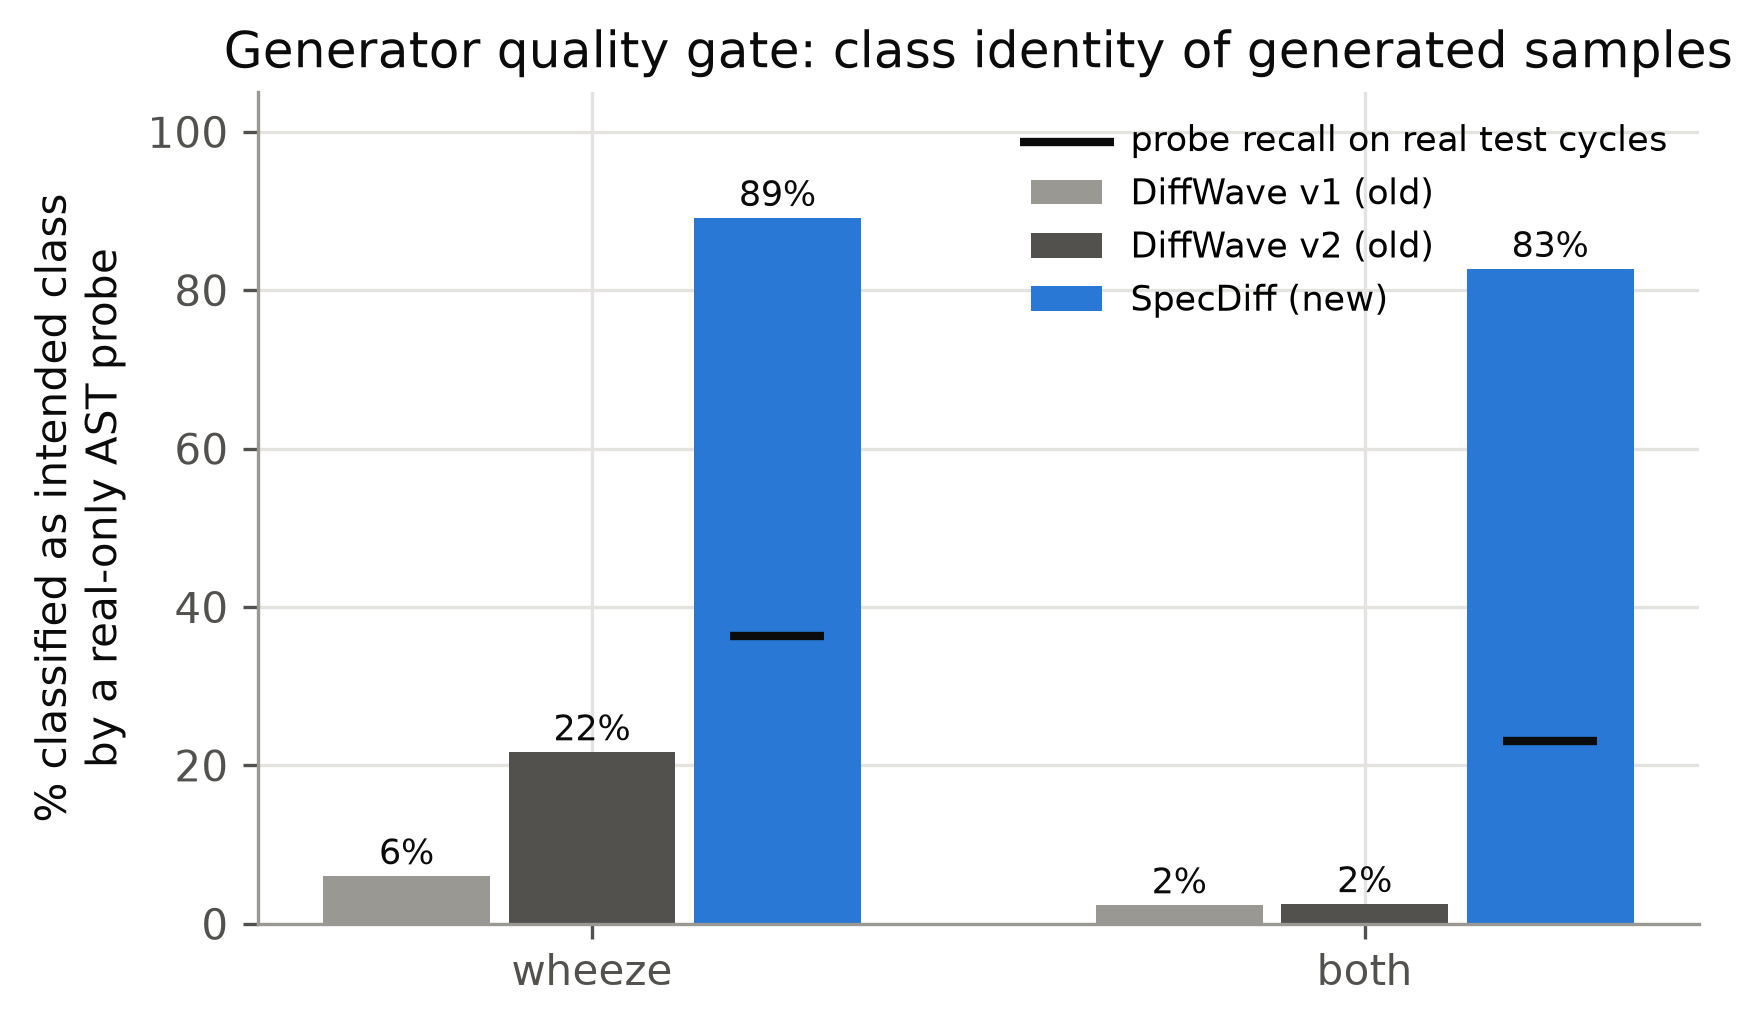 Generator quality gate: class identity of generated samples
% classified as intended class
by a real-only AST probe
100
80
60
40
20
0
probe recall on real test cycles
DiffWave v1 (old)
DiffWave v2 (old)
SpecDiff (new)
6%
22%
89%
2%
2%
83%
wheeze
both